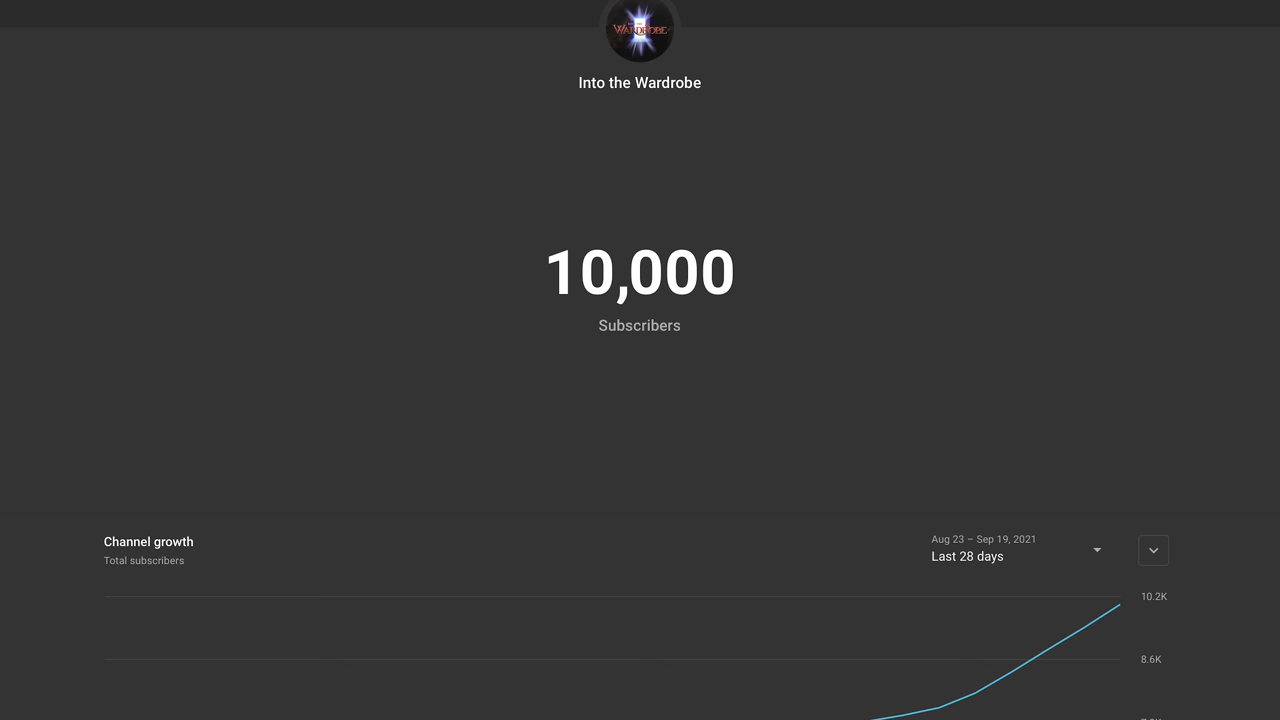 WARDROBE
Into the Wardrobe
10,000
Subscribers
Channel growth
Total subscribers
Aug 23 – Sep 19, 2021
Last 28 days
10.2K
8.6K